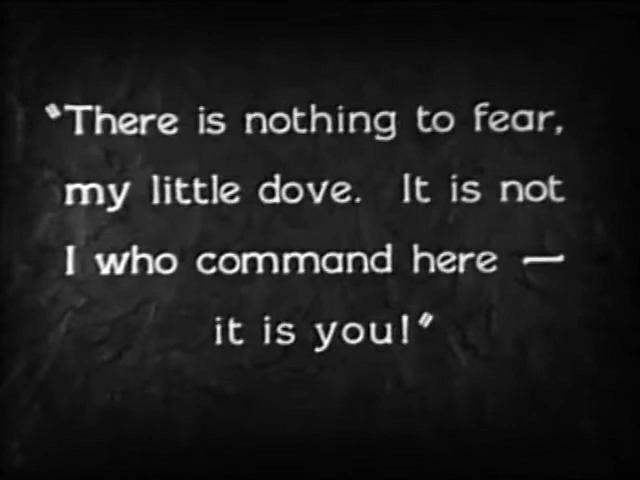 "There is nothing to fear,
my little dove. It is not
I who command here —
it is you!"